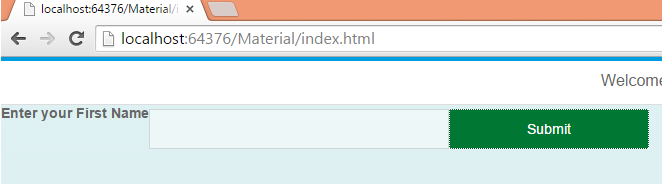 localhost:64376/Material/i
localhost:64376/Material/index.html
Welcome
Enter your First Name
Submit